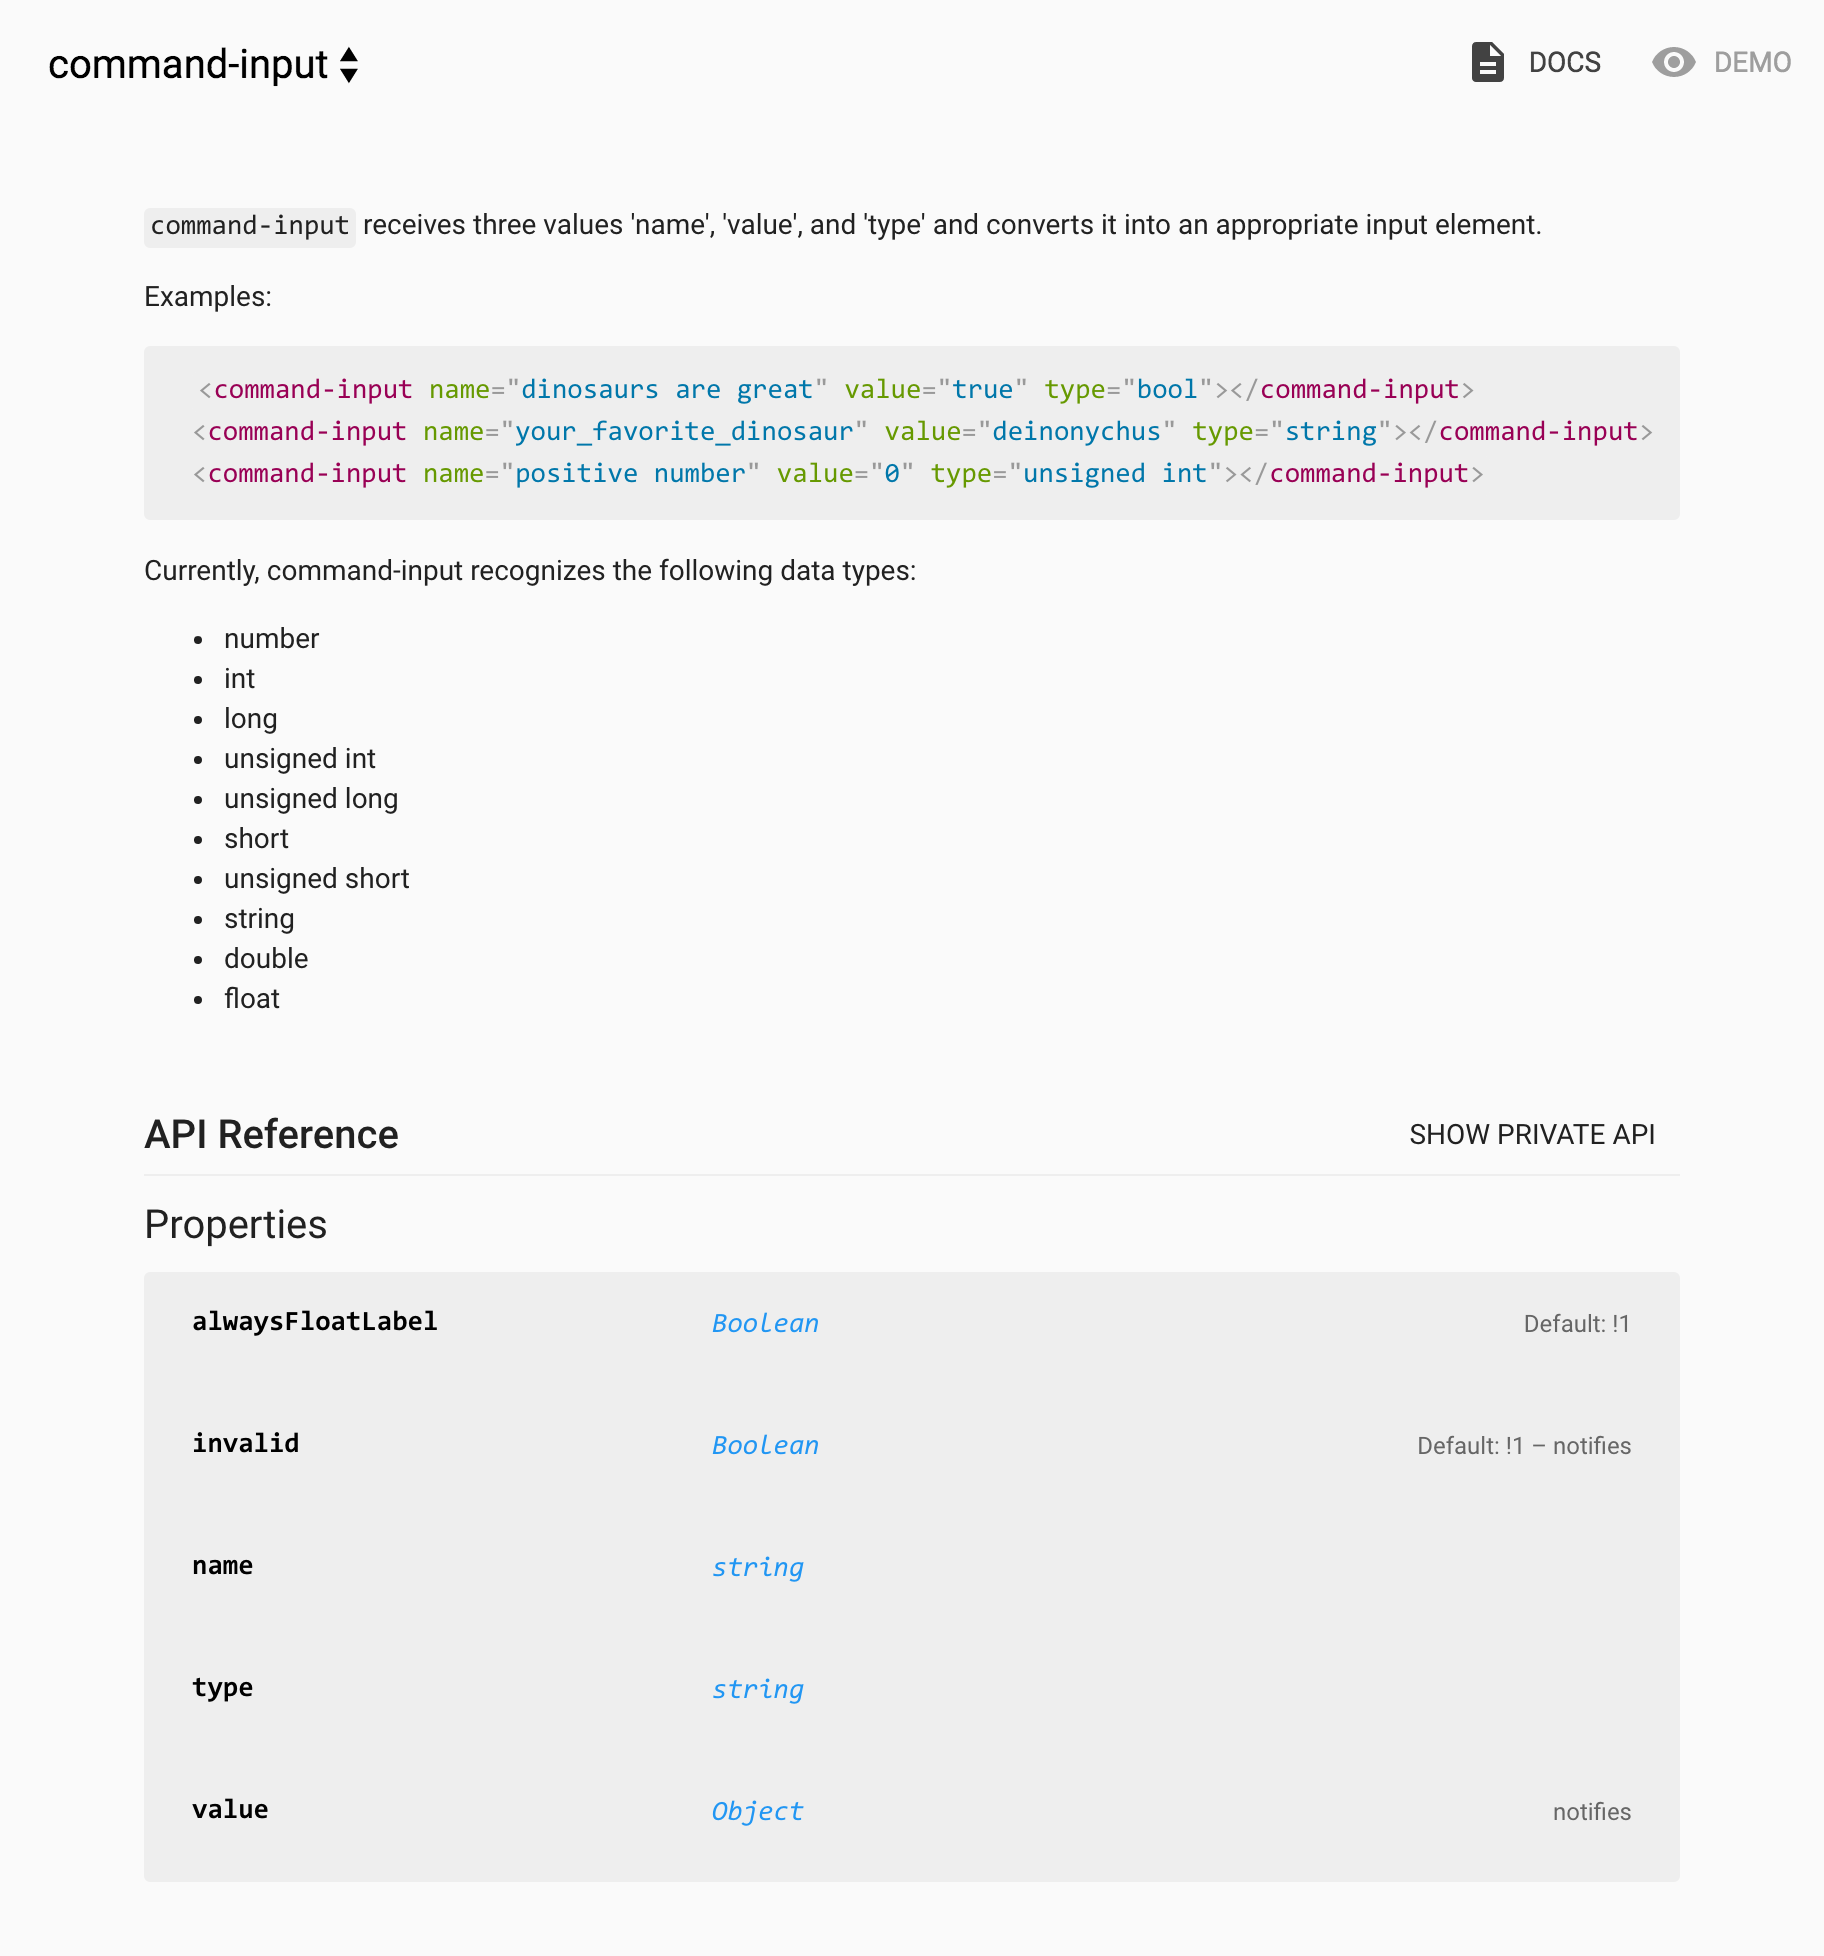 command-input
DOCS
DEMO
command-input receives three values 'name', 'value', and 'type' and converts it into an appropriate input element.
Examples:
<command-input name="dinosaurs are great" value="true" type="bool"></command-input>
<command-input name="your_favorite_dinosaur" value="deinonychus" type="string"></command-input>
<command-input name="positive number" value="0" type="unsigned int"></command-input>
Currently, command-input recognizes the following data types:
• number
• int
• long
• unsigned int
• unsigned long
• short
• unsigned short
• string
• double
• float
API Reference
SHOW PRIVATE API
Properties
alwaysFloatLabel Boolean Default: !1
invalid Boolean Default: !1 – notifies
name string
type string
value Object notifies